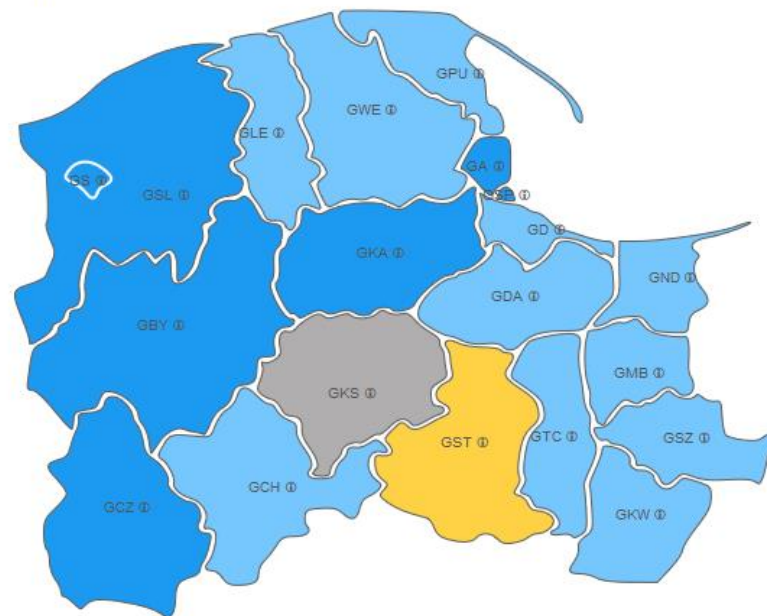 GPU ⓘ
GWE ⓘ
GLE ⓘ
GA ⓘ
GS ⓘ
GSL ⓘ
GSP ⓘ
GD ⓘ
GKA ⓘ
GND ⓘ
GDA ⓘ
GBY ⓘ
GMB ⓘ
GKS ⓘ
GST ⓘ
GTC ⓘ
GSZ ⓘ
GCH ⓘ
GCZ ⓘ
GKW ⓘ